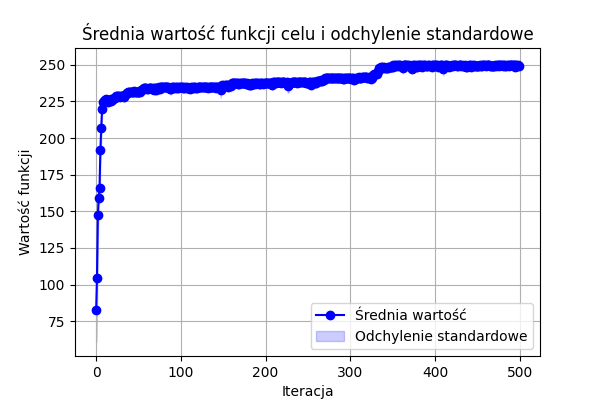 Średnia wartość funkcji celu i odchylenie standardowe
Wartość funkcji
250
225
200
175
150
125
100
75
0
100
200
300
400
500
Iteracja
Średnia wartość
Odchylenie standardowe